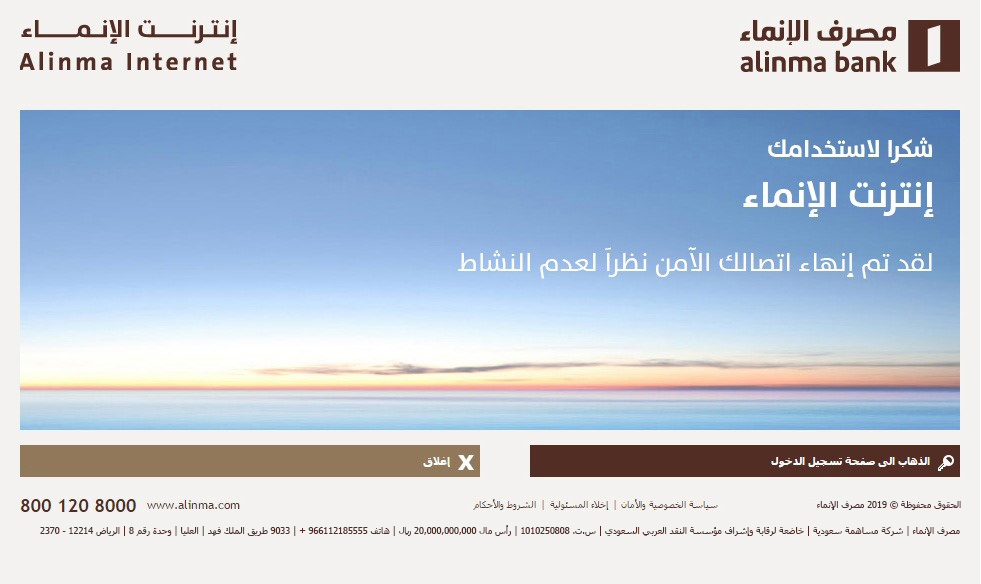 مصرف الإنماء
alinma bank
إنترنت الإنماء
Alinma Internet
شكرا لاستخدامك
إنترنت الإنماء
لقد تم إنهاء اتصالك الآمن نظراً لعدم النشاط
الذهاب الى صفحة تسجيل الدخول
X إغلاق
الحقوق محفوظة © 2019 مصرف الإنماء
سياسة الخصوصية والأمان | إخلاء المسئولية | الشروط والأحكام
www.alinma.com
800 120 8000
مصرف الإنماء | شركة مساهمة سعودية | خاضعة لرقابة وإشراف مؤسسة النقد العربي السعودي | س.ت. 1010250808 | رأس مال 20,000,000,000 ريال | هاتف 966112185555 + | 9033 طريق الملك فهد | العليا | وحدة رقم 8 | الرياض 12214 - 2370